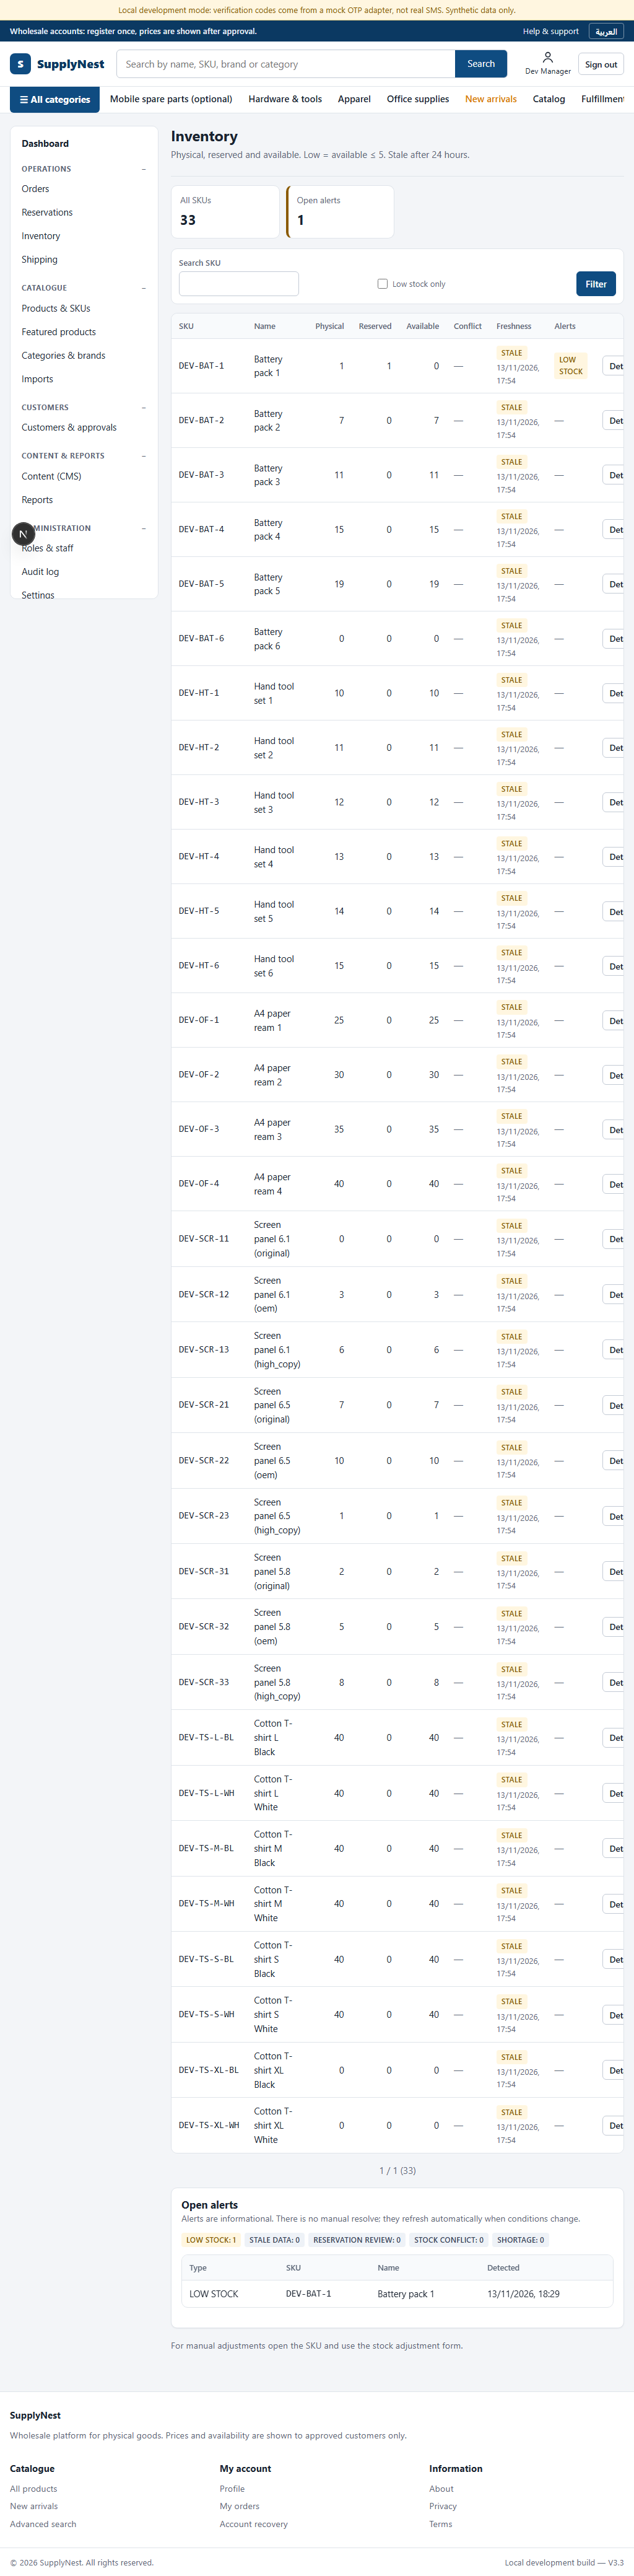 Local development mode: verification codes come from a mock OTP adapter, not real SMS. Synthetic data only.
Wholesale accounts: register once, prices are shown after approval.
Help & support
العربية
S SupplyNest
Search by name, SKU, brand or category
Search
Dev Manager
Sign out
☰ All categories
Mobile spare parts (optional) Hardware & tools Apparel Office supplies New arrivals Catalog Fulfillment
Dashboard
OPERATIONS –
Orders
Reservations
Inventory
Shipping
CATALOGUE –
Products & SKUs
Featured products
Categories & brands
Imports
CUSTOMERS –
Customers & approvals
CONTENT & REPORTS –
Content (CMS)
Reports
N
MINISTRATION –
Roles & staff
Audit log
Settings
Inventory
Physical, reserved and available. Low = available ≤ 5. Stale after 24 hours.
All SKUs
33
Open alerts
1
Search SKU
Low stock only
Filter
SKU Name Physical Reserved Available Conflict Freshness Alerts
DEV-BAT-1 Battery pack 1 1 1 0 — STALE 13/11/2026, 17:54 LOW STOCK Det
DEV-BAT-2 Battery pack 2 7 0 7 — STALE 13/11/2026, 17:54 — Det
DEV-BAT-3 Battery pack 3 11 0 11 — STALE 13/11/2026, 17:54 — Det
DEV-BAT-4 Battery pack 4 15 0 15 — STALE 13/11/2026, 17:54 — Det
DEV-BAT-5 Battery pack 5 19 0 19 — STALE 13/11/2026, 17:54 — Det
DEV-BAT-6 Battery pack 6 0 0 0 — STALE 13/11/2026, 17:54 — Det
DEV-HT-1 Hand tool set 1 10 0 10 — STALE 13/11/2026, 17:54 — Det
DEV-HT-2 Hand tool set 2 11 0 11 — STALE 13/11/2026, 17:54 — Det
DEV-HT-3 Hand tool set 3 12 0 12 — STALE 13/11/2026, 17:54 — Det
DEV-HT-4 Hand tool set 4 13 0 13 — STALE 13/11/2026, 17:54 — Det
DEV-HT-5 Hand tool set 5 14 0 14 — STALE 13/11/2026, 17:54 — Det
DEV-HT-6 Hand tool set 6 15 0 15 — STALE 13/11/2026, 17:54 — Det
DEV-OF-1 A4 paper ream 1 25 0 25 — STALE 13/11/2026, 17:54 — Det
DEV-OF-2 A4 paper ream 2 30 0 30 — STALE 13/11/2026, 17:54 — Det
DEV-OF-3 A4 paper ream 3 35 0 35 — STALE 13/11/2026, 17:54 — Det
DEV-OF-4 A4 paper ream 4 40 0 40 — STALE 13/11/2026, 17:54 — Det
DEV-SCR-11 Screen panel 6.1 (original) 0 0 0 — STALE 13/11/2026, 17:54 — Det
DEV-SCR-12 Screen panel 6.1 (oem) 3 0 3 — STALE 13/11/2026, 17:54 — Det
DEV-SCR-13 Screen panel 6.1 (high_copy) 6 0 6 — STALE 13/11/2026, 17:54 — Det
DEV-SCR-21 Screen panel 6.5 (original) 7 0 7 — STALE 13/11/2026, 17:54 — Det
DEV-SCR-22 Screen panel 6.5 (oem) 10 0 10 — STALE 13/11/2026, 17:54 — Det
DEV-SCR-23 Screen panel 6.5 (high_copy) 1 0 1 — STALE 13/11/2026, 17:54 — Det
DEV-SCR-31 Screen panel 5.8 (original) 2 0 2 — STALE 13/11/2026, 17:54 — Det
DEV-SCR-32 Screen panel 5.8 (oem) 5 0 5 — STALE 13/11/2026, 17:54 — Det
DEV-SCR-33 Screen panel 5.8 (high_copy) 8 0 8 — STALE 13/11/2026, 17:54 — Det
DEV-TS-L-BL Cotton T-shirt L Black 40 0 40 — STALE 13/11/2026, 17:54 — Det
DEV-TS-L-WH Cotton T-shirt L White 40 0 40 — STALE 13/11/2026, 17:54 — Det
DEV-TS-M-BL Cotton T-shirt M Black 40 0 40 — STALE 13/11/2026, 17:54 — Det
DEV-TS-M-WH Cotton T-shirt M White 40 0 40 — STALE 13/11/2026, 17:54 — Det
DEV-TS-S-BL Cotton T-shirt S Black 40 0 40 — STALE 13/11/2026, 17:54 — Det
DEV-TS-S-WH Cotton T-shirt S White 40 0 40 — STALE 13/11/2026, 17:54 — Det
DEV-TS-XL-BL Cotton T-shirt XL Black 0 0 0 — STALE 13/11/2026, 17:54 — Det
DEV-TS-XL-WH Cotton T-shirt XL White 0 0 0 — STALE 13/11/2026, 17:54 — Det
1 / 1 (33)
Open alerts
Alerts are informational. There is no manual resolve; they refresh automatically when conditions change.
LOW STOCK: 1 STALE DATA: 0 RESERVATION REVIEW: 0 STOCK CONFLICT: 0 SHORTAGE: 0
Type SKU Name Detected
LOW STOCK DEV-BAT-1 Battery pack 1 13/11/2026, 18:29
For manual adjustments open the SKU and use the stock adjustment form.
SupplyNest
Wholesale platform for physical goods. Prices and availability are shown to approved customers only.
Catalogue
All products
New arrivals
Advanced search
My account
Profile
My orders
Account recovery
Information
About
Privacy
Terms
© 2026 SupplyNest. All rights reserved.
Local development build — V3.3